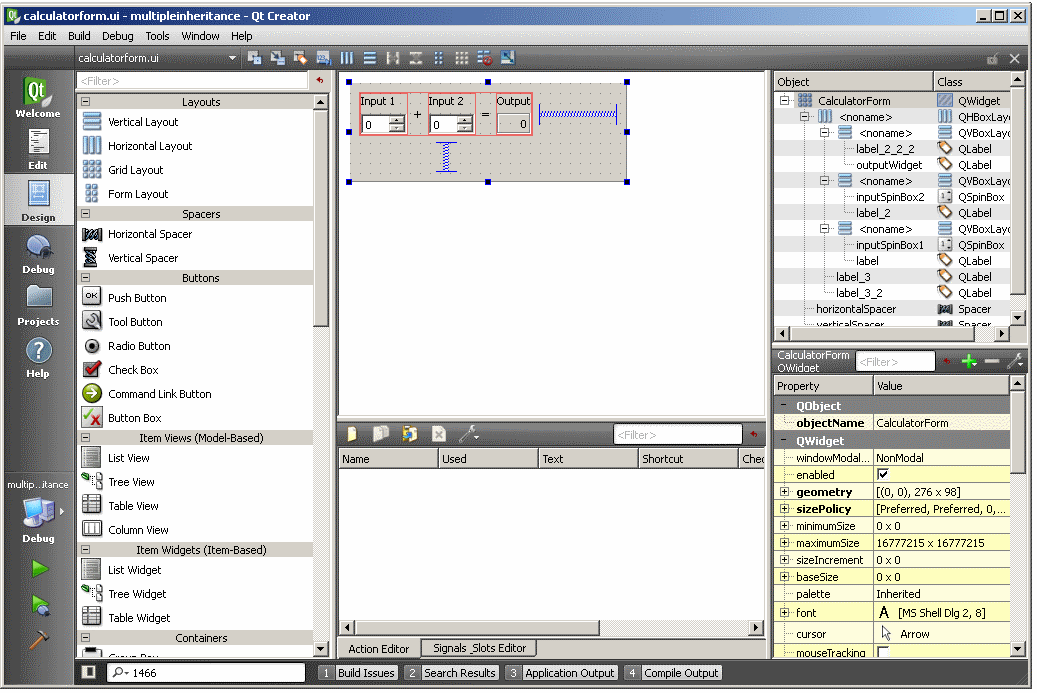 calculatorform.ui - multipleinheritance - Qt Creator
File Edit Build Debug Tools Window Help
calculatorform.ui
Qt
Welcome
Edit
Design
Debug
Projects
Help
multip...itance
Debug
<Filter>
Layouts
Vertical Layout
Horizontal Layout
Grid Layout
Form Layout
Spacers
Horizontal Spacer
Vertical Spacer
Buttons
OK Push Button
Tool Button
Radio Button
Check Box
Command Link Button
Button Box
Item Views (Model-Based)
List View
Tree View
Table View
Column View
Item Widgets (Item-Based)
List Widget
Tree Widget
Table Widget
Containers
Group Box
Input 1 Input 2 Output
0 + 0 = 0
<Filter>
Name Used Text Shortcut Chec
Action Editor Signals_Slots Editor
Object Class
CalculatorForm QWidget
<noname> QHBoxLayo
<noname> QVBoxLayo
label_2_2_2 QLabel
outputWidget QLabel
<noname> QVBoxLayo
inputSpinBox2 QSpinBox
label_2 QLabel
<noname> QVBoxLayo
inputSpinBox1 QSpinBox
label QLabel
label_3 QLabel
label_3_2 QLabel
horizontalSpacer Spacer
verticalSpacer Spacer
CalculatorForm
QWidget
<Filter>
Property Value
QObject
objectName CalculatorForm
QWidget
windowModal... NonModal
enabled
geometry [(0, 0), 276 x 98]
sizePolicy [Preferred, Preferred, 0,...
minimumSize 0 x 0
maximumSize 16777215 x 16777215
sizeIncrement 0 x 0
baseSize 0 x 0
palette Inherited
font A [MS Shell Dlg 2, 8]
cursor Arrow
mouseTracking
1466
1 Build Issues 2 Search Results 3 Application Output 4 Compile Output